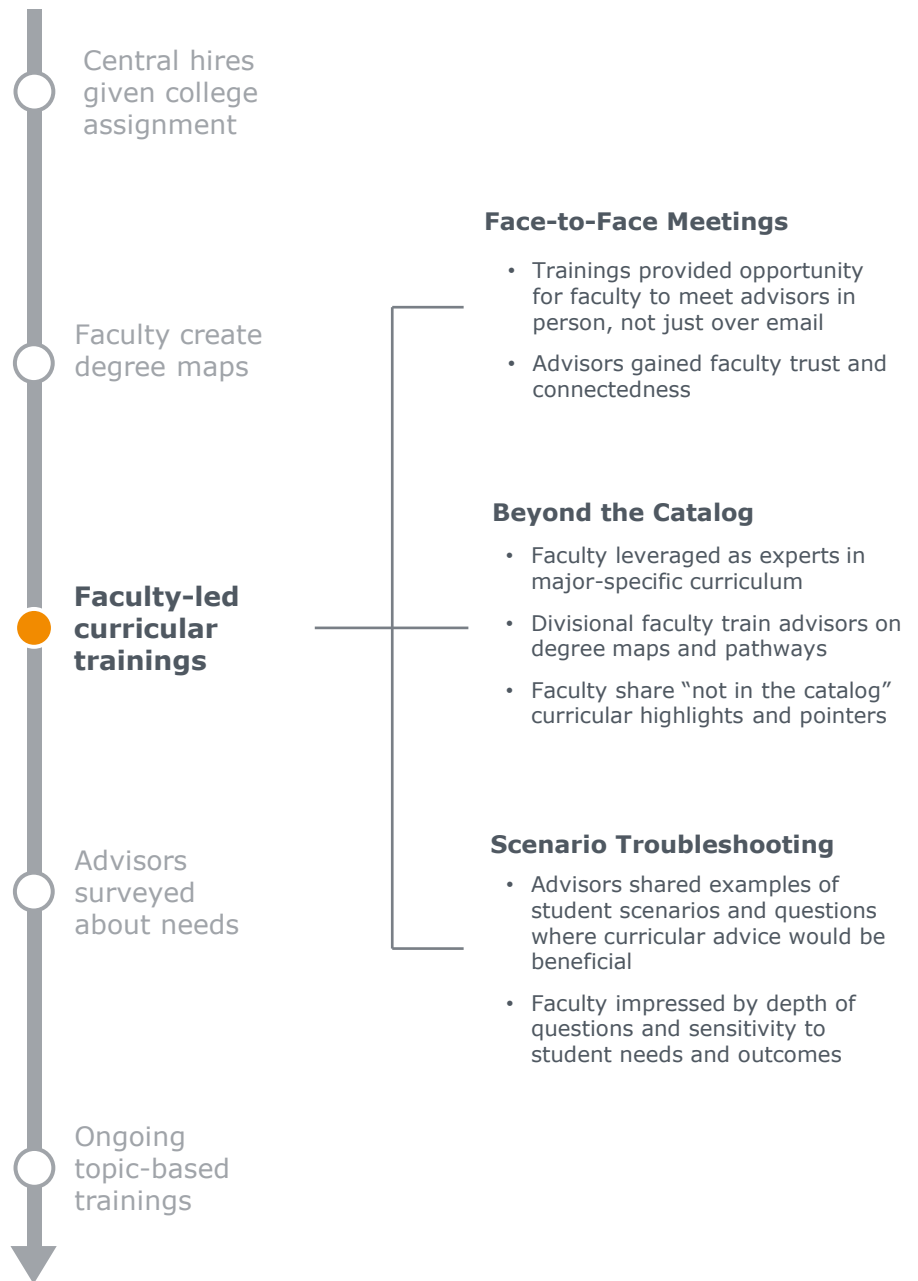 Central hires
given college
assignment
Faculty create
degree maps
Faculty-led
curricular
trainings
Advisors
surveyed
about needs
Ongoing
topic-based
trainings
Face-to-Face Meetings
• Trainings provided opportunity
for faculty to meet advisors in
person, not just over email
• Advisors gained faculty trust and
connectedness
Beyond the Catalog
• Faculty leveraged as experts in
major-specific curriculum
• Divisional faculty train advisors on
degree maps and pathways
• Faculty share “not in the catalog”
curricular highlights and pointers
Scenario Troubleshooting
• Advisors shared examples of
student scenarios and questions
where curricular advice would be
beneficial
• Faculty impressed by depth of
questions and sensitivity to
student needs and outcomes